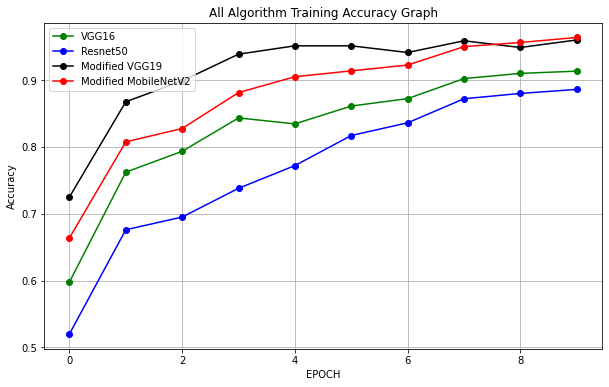 All Algorithm Training Accuracy Graph
VGG16
Resnet50
Modified VGG19
Modified MobileNetV2
Accuracy
0.9
0.8
0.7
0.6
0.5
0 2 4 6 8
EPOCH